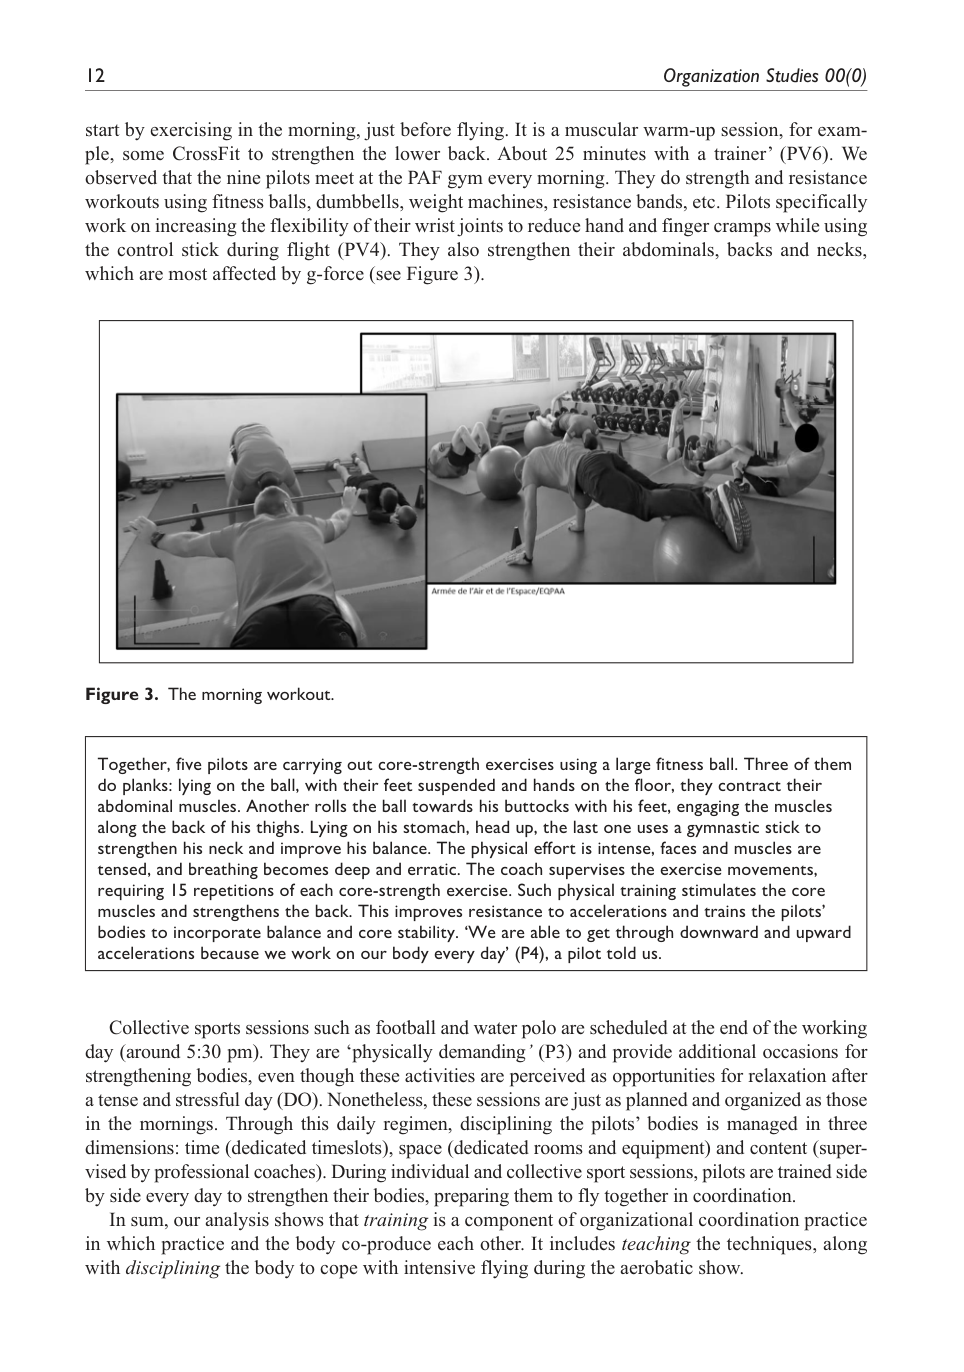 12
Organization Studies 00(0)
start by exercising in the morning, just before flying. It is a muscular warm-up session, for exam-
ple, some CrossFit to strengthen the lower back. About 25 minutes with a trainer’ (PV6). We
observed that the nine pilots meet at the PAF gym every morning. They do strength and resistance
workouts using fitness balls, dumbbells, weight machines, resistance bands, etc. Pilots specifically
work on increasing the flexibility of their wrist joints to reduce hand and finger cramps while using
the control stick during flight (PV4). They also strengthen their abdominals, backs and necks,
which are most affected by g-force (see Figure 3).
Armée de l'Air et de l'Espace/EQPAA
Figure 3. The morning workout.
Together, five pilots are carrying out core-strength exercises using a large fitness ball. Three of them
do planks: lying on the ball, with their feet suspended and hands on the floor, they contract their
abdominal muscles. Another rolls the ball towards his buttocks with his feet, engaging the muscles
along the back of his thighs. Lying on his stomach, head up, the last one uses a gymnastic stick to
strengthen his neck and improve his balance. The physical effort is intense, faces and muscles are
tensed, and breathing becomes deep and erratic. The coach supervises the exercise movements,
requiring 15 repetitions of each core-strength exercise. Such physical training stimulates the core
muscles and strengthens the back. This improves resistance to accelerations and trains the pilots’
bodies to incorporate balance and core stability. ‘We are able to get through downward and upward
accelerations because we work on our body every day’ (P4), a pilot told us.
Collective sports sessions such as football and water polo are scheduled at the end of the working
day (around 5:30 pm). They are ‘physically demanding’ (P3) and provide additional occasions for
strengthening bodies, even though these activities are perceived as opportunities for relaxation after
a tense and stressful day (DO). Nonetheless, these sessions are just as planned and organized as those
in the mornings. Through this daily regimen, disciplining the pilots’ bodies is managed in three
dimensions: time (dedicated timeslots), space (dedicated rooms and equipment) and content (super-
vised by professional coaches). During individual and collective sport sessions, pilots are trained side
by side every day to strengthen their bodies, preparing them to fly together in coordination.
In sum, our analysis shows that training is a component of organizational coordination practice
in which practice and the body co-produce each other. It includes teaching the techniques, along
with disciplining the body to cope with intensive flying during the aerobatic show.